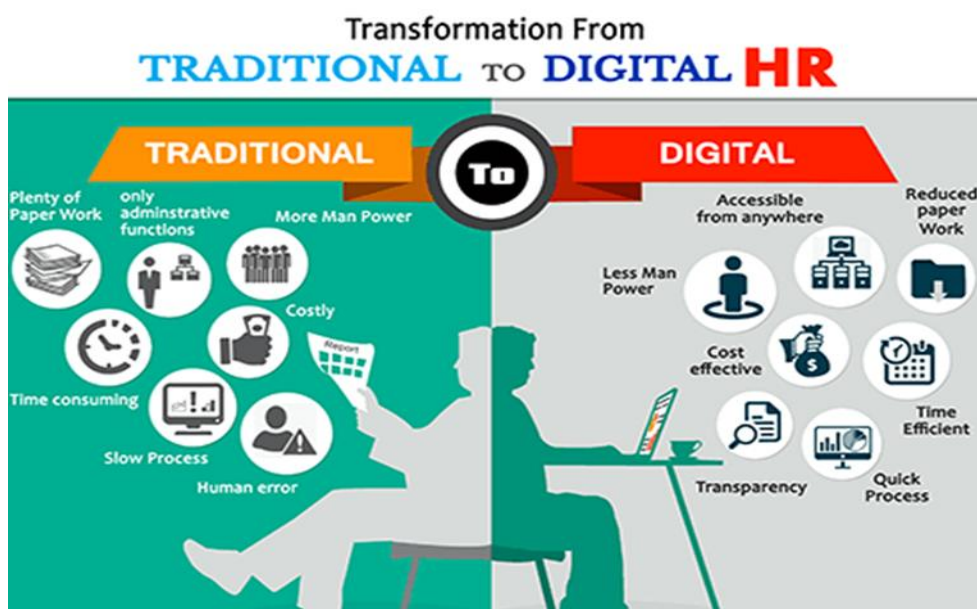 Transformation From
TRADITIONAL TO DIGITAL HR
TRADITIONAL
To
DIGITAL
Plenty of
Paper Work
only
adminstrative
functions
More Man Power
Costly
Report
Time consuming
Slow Process
Human error
Accessible
from anywhere
Reduced
paper
Work
Less Man
Power
Cost
effective
$
Time
Efficient
Transparency
Quick
Process